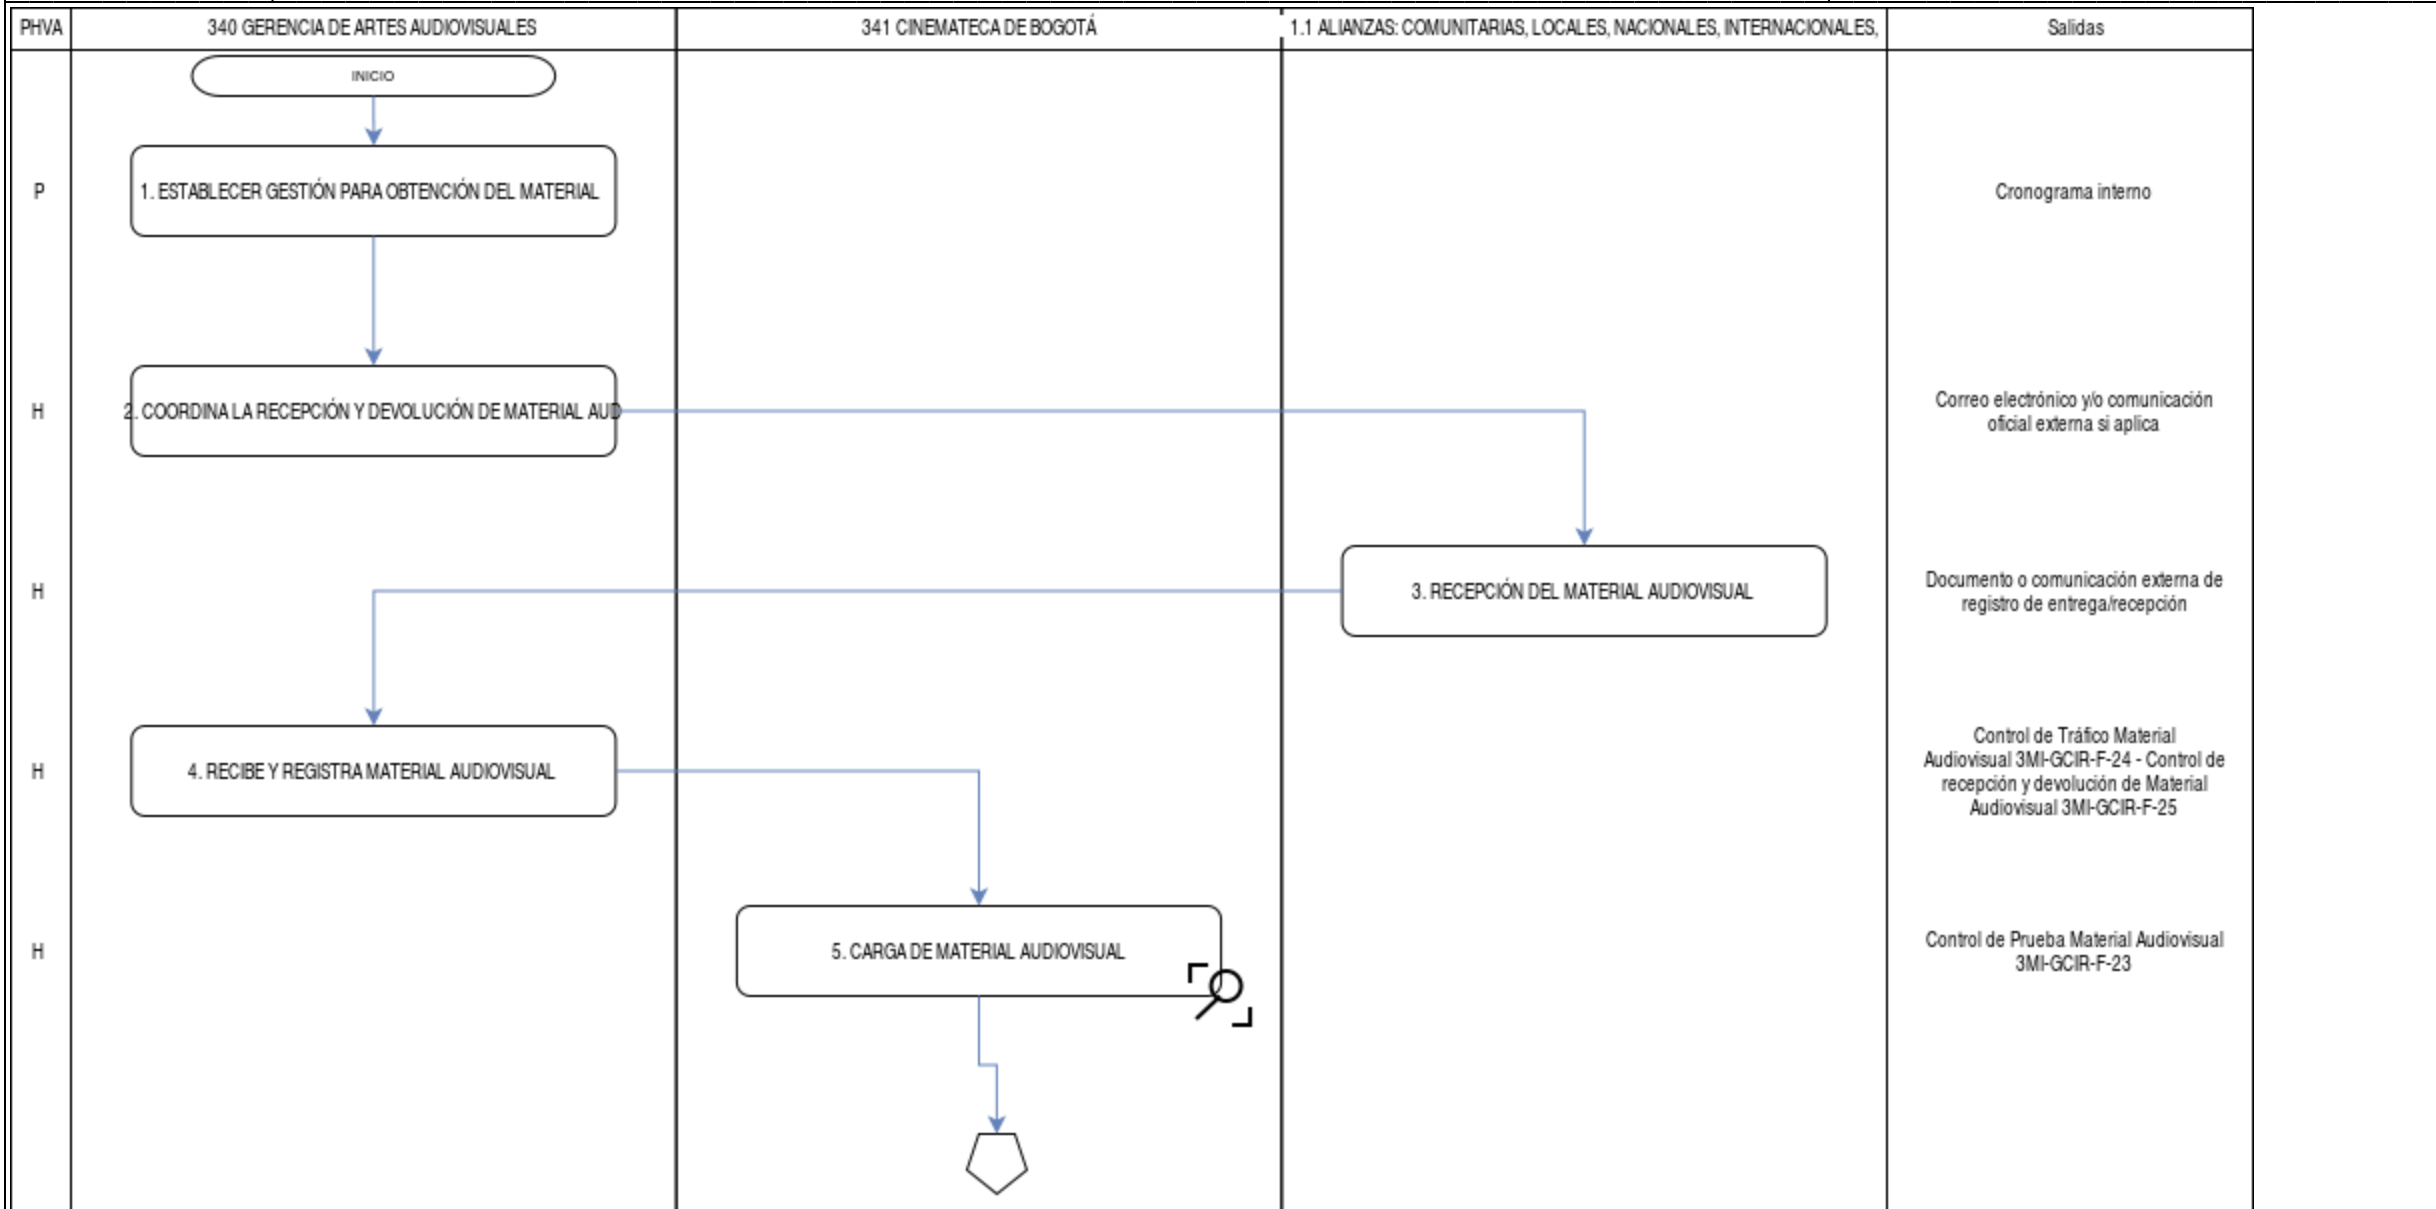 PHVA
340 GERENCIA DE ARTES AUDIOVISUALES
341 CINEMATECA DE BOGOTÁ
1.1 ALIANZAS: COMUNITARIAS, LOCALES, NACIONALES, INTERNACIONALES,
Salidas
INICIO
P
1. ESTABLECER GESTIÓN PARA OBTENCIÓN DEL MATERIAL
Cronograma interno
H
2. COORDINA LA RECEPCIÓN Y DEVOLUCIÓN DE MATERIAL AUD
Correo electrónico y/o comunicación
oficial externa si aplica
H
3. RECEPCIÓN DEL MATERIAL AUDIOVISUAL
Documento o comunicación externa de
registro de entrega/recepción
H
4. RECIBE Y REGISTRA MATERIAL AUDIOVISUAL
Control de Tráfico Material
Audiovisual 3MI-GCIR-F-24 - Control de
recepción y devolución de Material
Audiovisual 3MI-GCIR-F-25
H
5. CARGA DE MATERIAL AUDIOVISUAL
Control de Prueba Material Audiovisual
3MI-GCIR-F-23